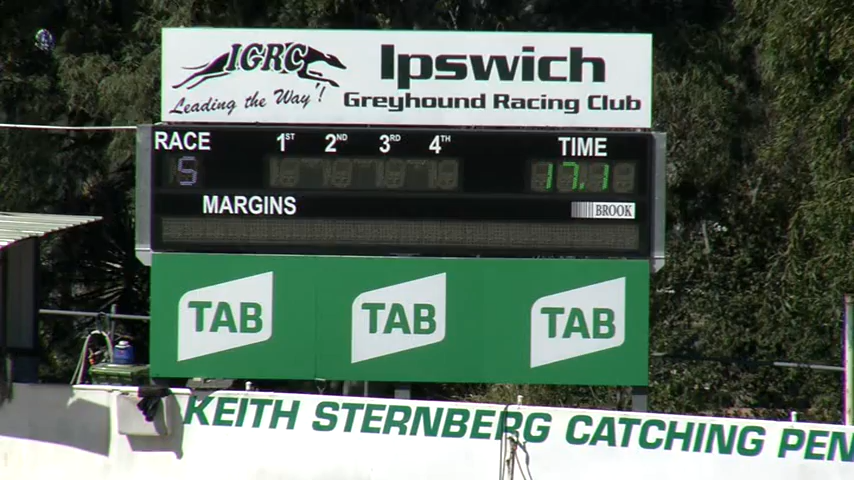 IGRC
Leading the Way'!
Ipswich
Greyhound Racing Club
RACE 1ST 2ND 3RD 4TH TIME
5 17.1
MARGINS BROOK
TAB TAB TAB
KEITH STERNBERG CATCHING PEN